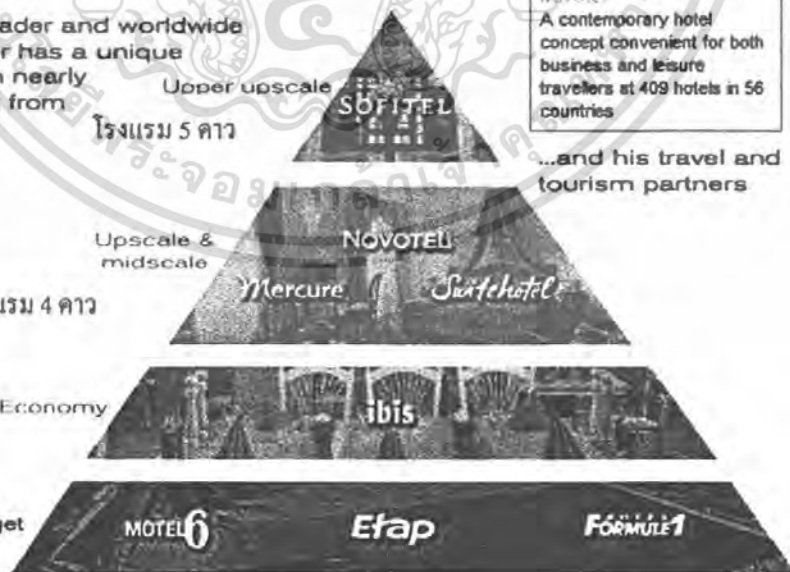 ader and worldwide
r has a unique
n nearly
from
Upper upscale
โรงแรม 5 ดาว
SOFITEL
A contemporary hotel
concept convenient for both
business and leisure
travellers at 409 hotels in 56
countries
...and his travel and
tourism partners
Upscale &
midscale
NOVOTEL
Mercure
Suitehotel
แรม 4 ดาว
Economy
ibis
get
MOTEL 6
Etap
FORMULE 1